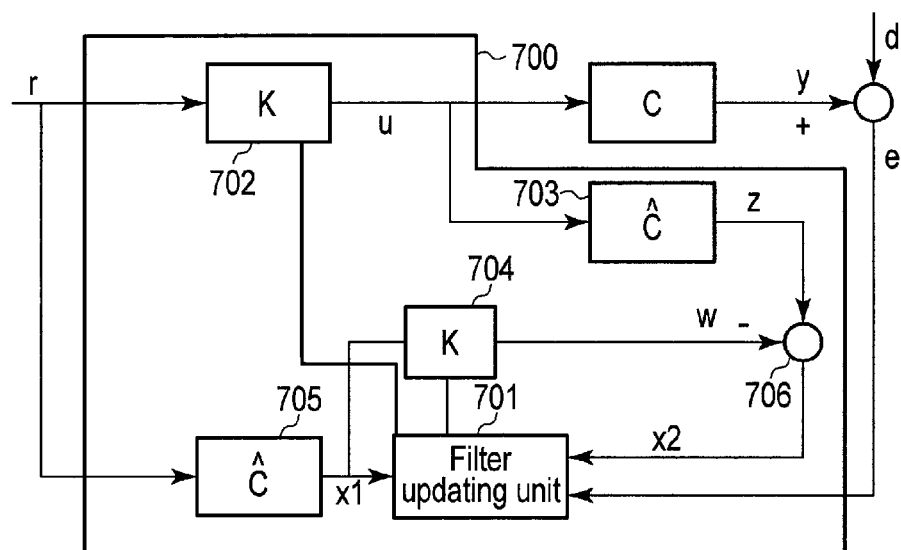 d
700
r
K
C
y
+
u
e
702
703
Ĉ
z
704
K
w -
706
705
701
Ĉ
x1
Filter
updating unit
x2